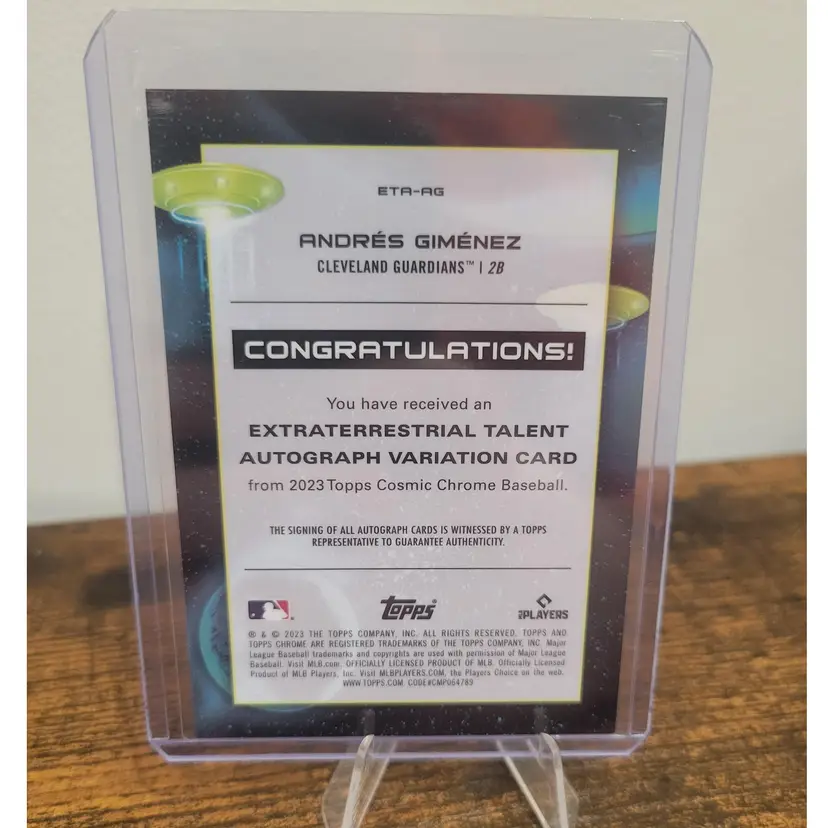 ETA-AG
ANDRÉS GIMÉNEZ
CLEVELAND GUARDIANS™ | 2B
CONGRATULATIONS!
You have received an
EXTRATERRESTRIAL TALENT
AUTOGRAPH VARIATION CARD
from 2023 Topps Cosmic Chrome Baseball.
THE SIGNING OF ALL AUTOGRAPH CARDS IS WITNESSED BY A TOPPS
REPRESENTATIVE TO GUARANTEE AUTHENTICITY.
Topps
PLAYERS
® & © 2023 THE TOPPS COMPANY, INC. ALL RIGHTS RESERVED. TOPPS AND
TOPPS CHROME ARE REGISTERED TRADEMARKS OF THE TOPPS COMPANY, INC. Major
League Baseball trademarks and copyrights are used with permission of Major League
Baseball. Visit MLB.com. OFFICIALLY LICENSED PRODUCT OF MLB. Officially Licensed
Product of MLB Players, Inc. Visit MLBPLAYERS.COM, the Players Choice on the web.
WWW.TOPPS.COM CODE#CMP064789